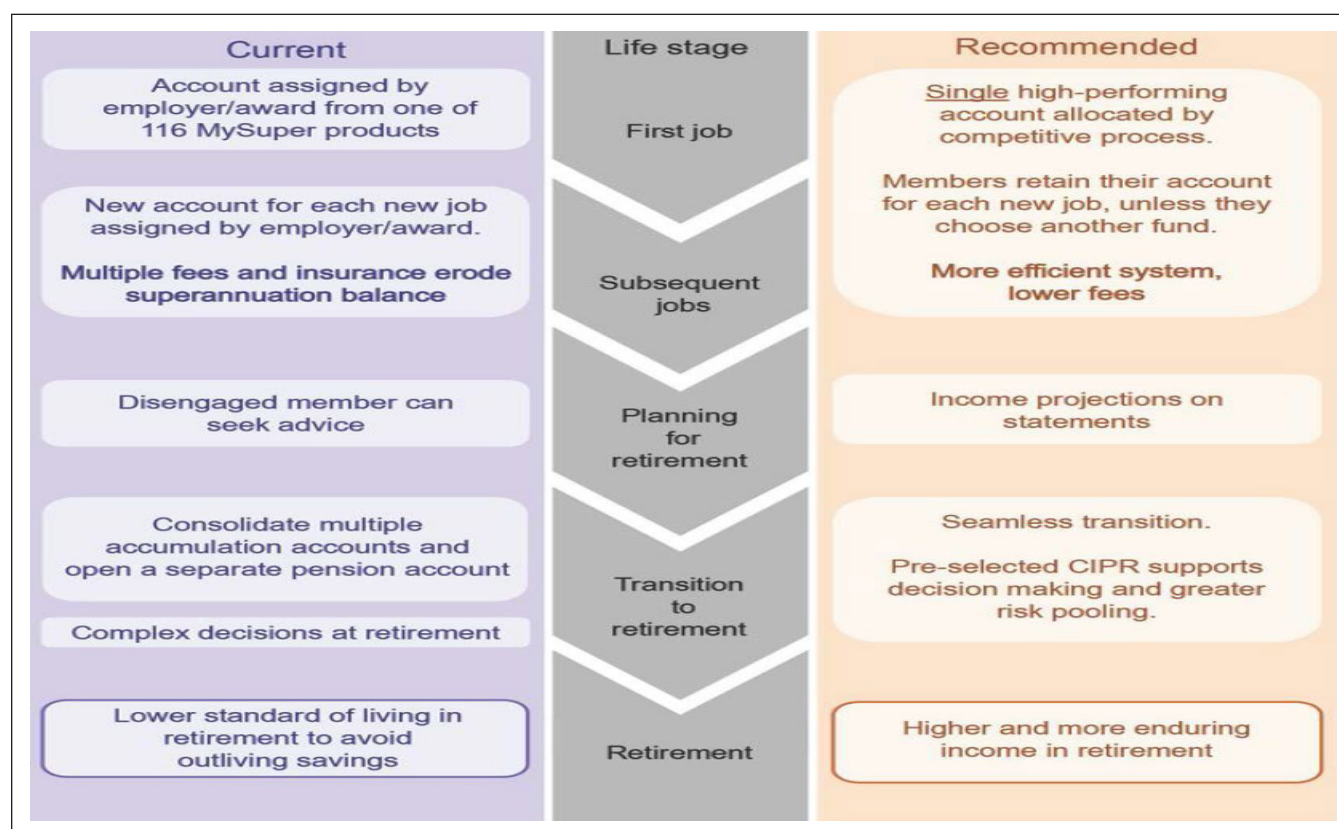 Current
Account assigned by
employer/award from one of
116 MySuper products
New account for each new job
assigned by employer/award.
Multiple fees and insurance erode
superannuation balance
Disengaged member can
seek advice
Consolidate multiple
accumulation accounts and
open a separate pension account
Complex decisions at retirement
Lower standard of living in
retirement to avoid
outliving savings
Life stage
First job
Subsequent
jobs
Planning
for
retirement
Transition
to
retirement
Retirement
Recommended
Single high-performing
account allocated by
competitive process.
Members retain their account
for each new job, unless they
choose another fund.
More efficient system,
lower fees
Income projections on
statements
Seamless transition.
Pre-selected CIPR supports
decision making and greater
risk pooling.
Higher and more enduring
income in retirement